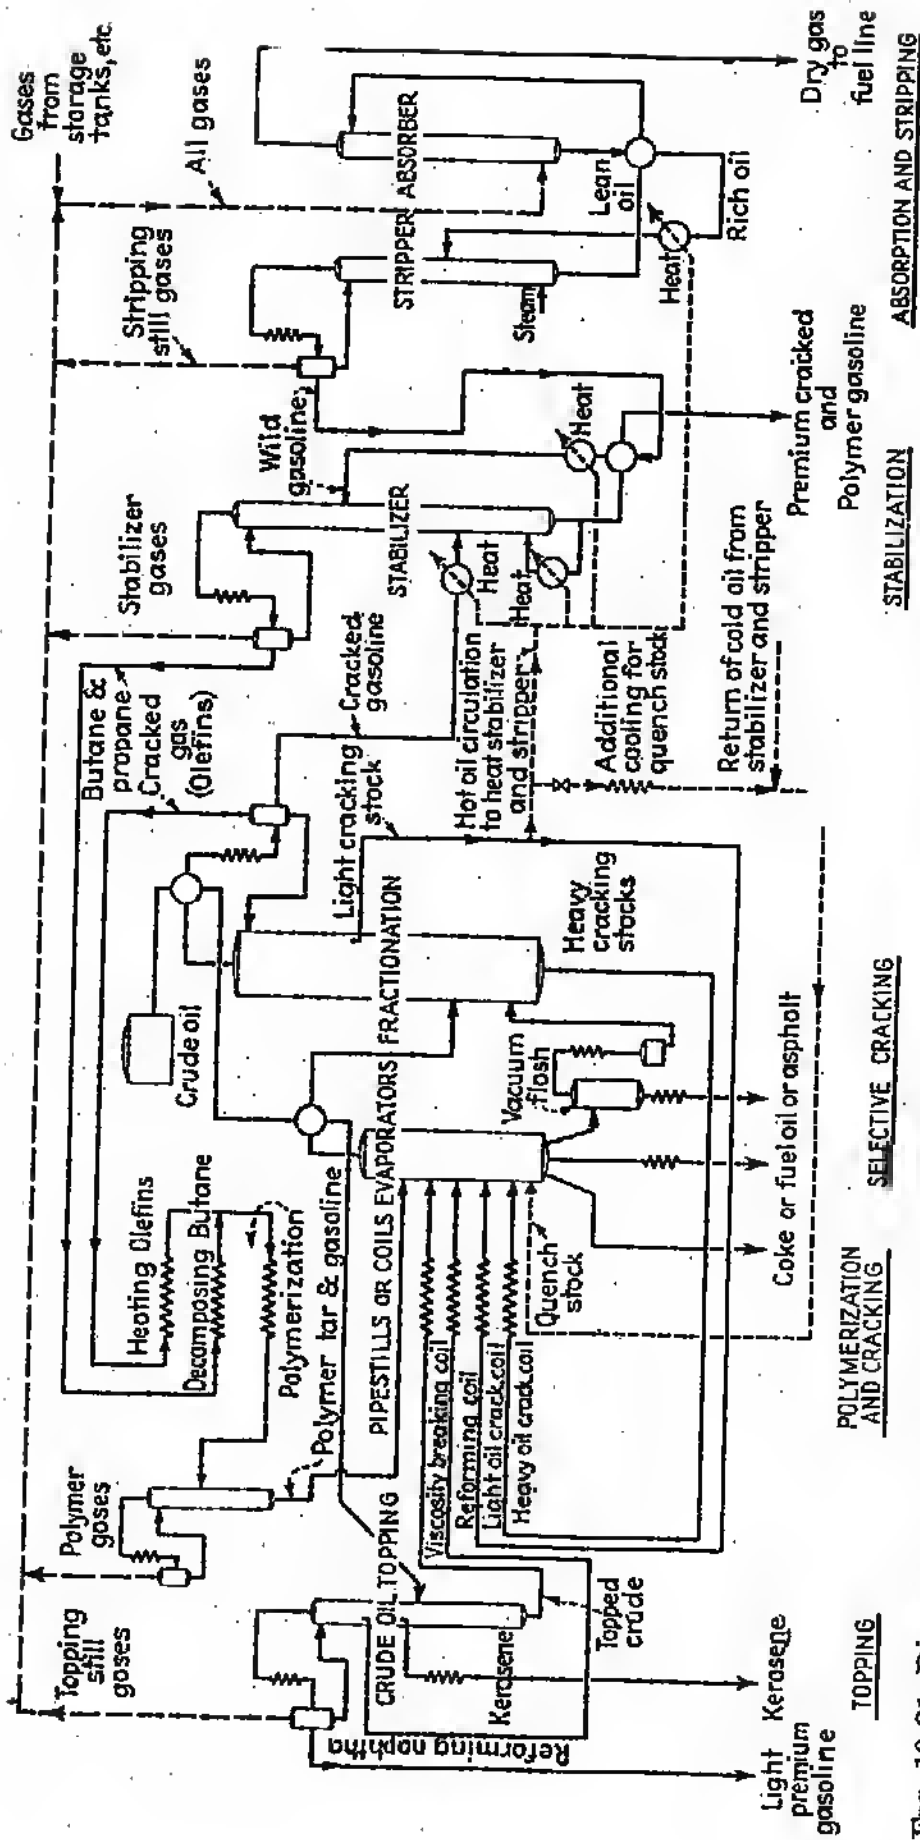 Gases
from
storage
tanks, etc.
All gases
Stripping
still gases
Stabilizer
gases
Butane &
propane
Cracked
gas
(Olefins)
Topping
still
gases
Polymer
gases
Heating Olefins
Decomposing Butane
Polymerization
Polymer tar & gasoline
Crude oil
Light cracking
stock
Cracked
gasoline
Wild
gasoline
STABILIZER
STRIPPER
ABSORBER
Lean
oil
Rich oil
Steam
Heat
Heat
Heat
Heat
CRUDE OIL TOPPING
PIPESTILLS OR COILS
EVAPORATORS
FRACTIONATION
Hot oil circulation
to heat stabilizer
and stripper
Additional
cooling for
quench stock
Return of cold oil from
stabilizer and stripper
Heavy
cracking
stocks
Vacuum
flash
Quench
stock
Viscosity breaking coil
Reforming coil
Light oil crack coil
Heavy oil crack coil
Reforming naphtha
Kerosene
Topped
crude
Light
premium
gasoline
Kerosene
Coke or fuel oil or aspholt
Premium cracked
and
Polymer gasoline
Dry gas
to
fuel line
TOPPING
POLYMERIZATION
AND CRACKING
SELECTIVE CRACKING
STABILIZATION
ABSORPTION AND STRIPPING